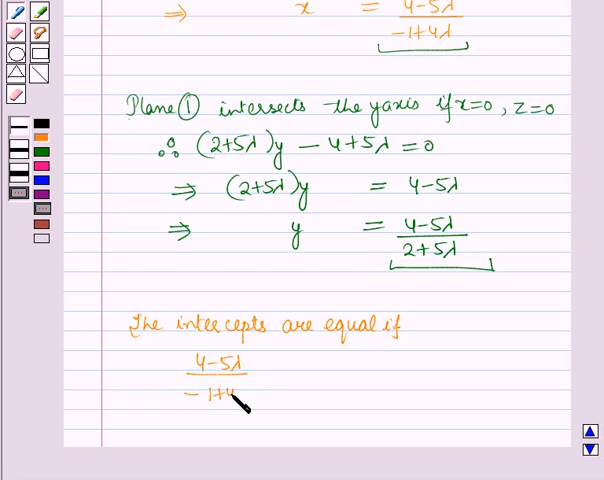 ⇒ x = 4-5λ / -1+4λ
Plane ① intersects the y axis if x=0, z=0
∴ (2+5λ)y - 4+5λ = 0
⇒ (2+5λ)y = 4-5λ
⇒ y = 4-5λ / 2+5λ
The intercepts are equal if
4-5λ / -1+4